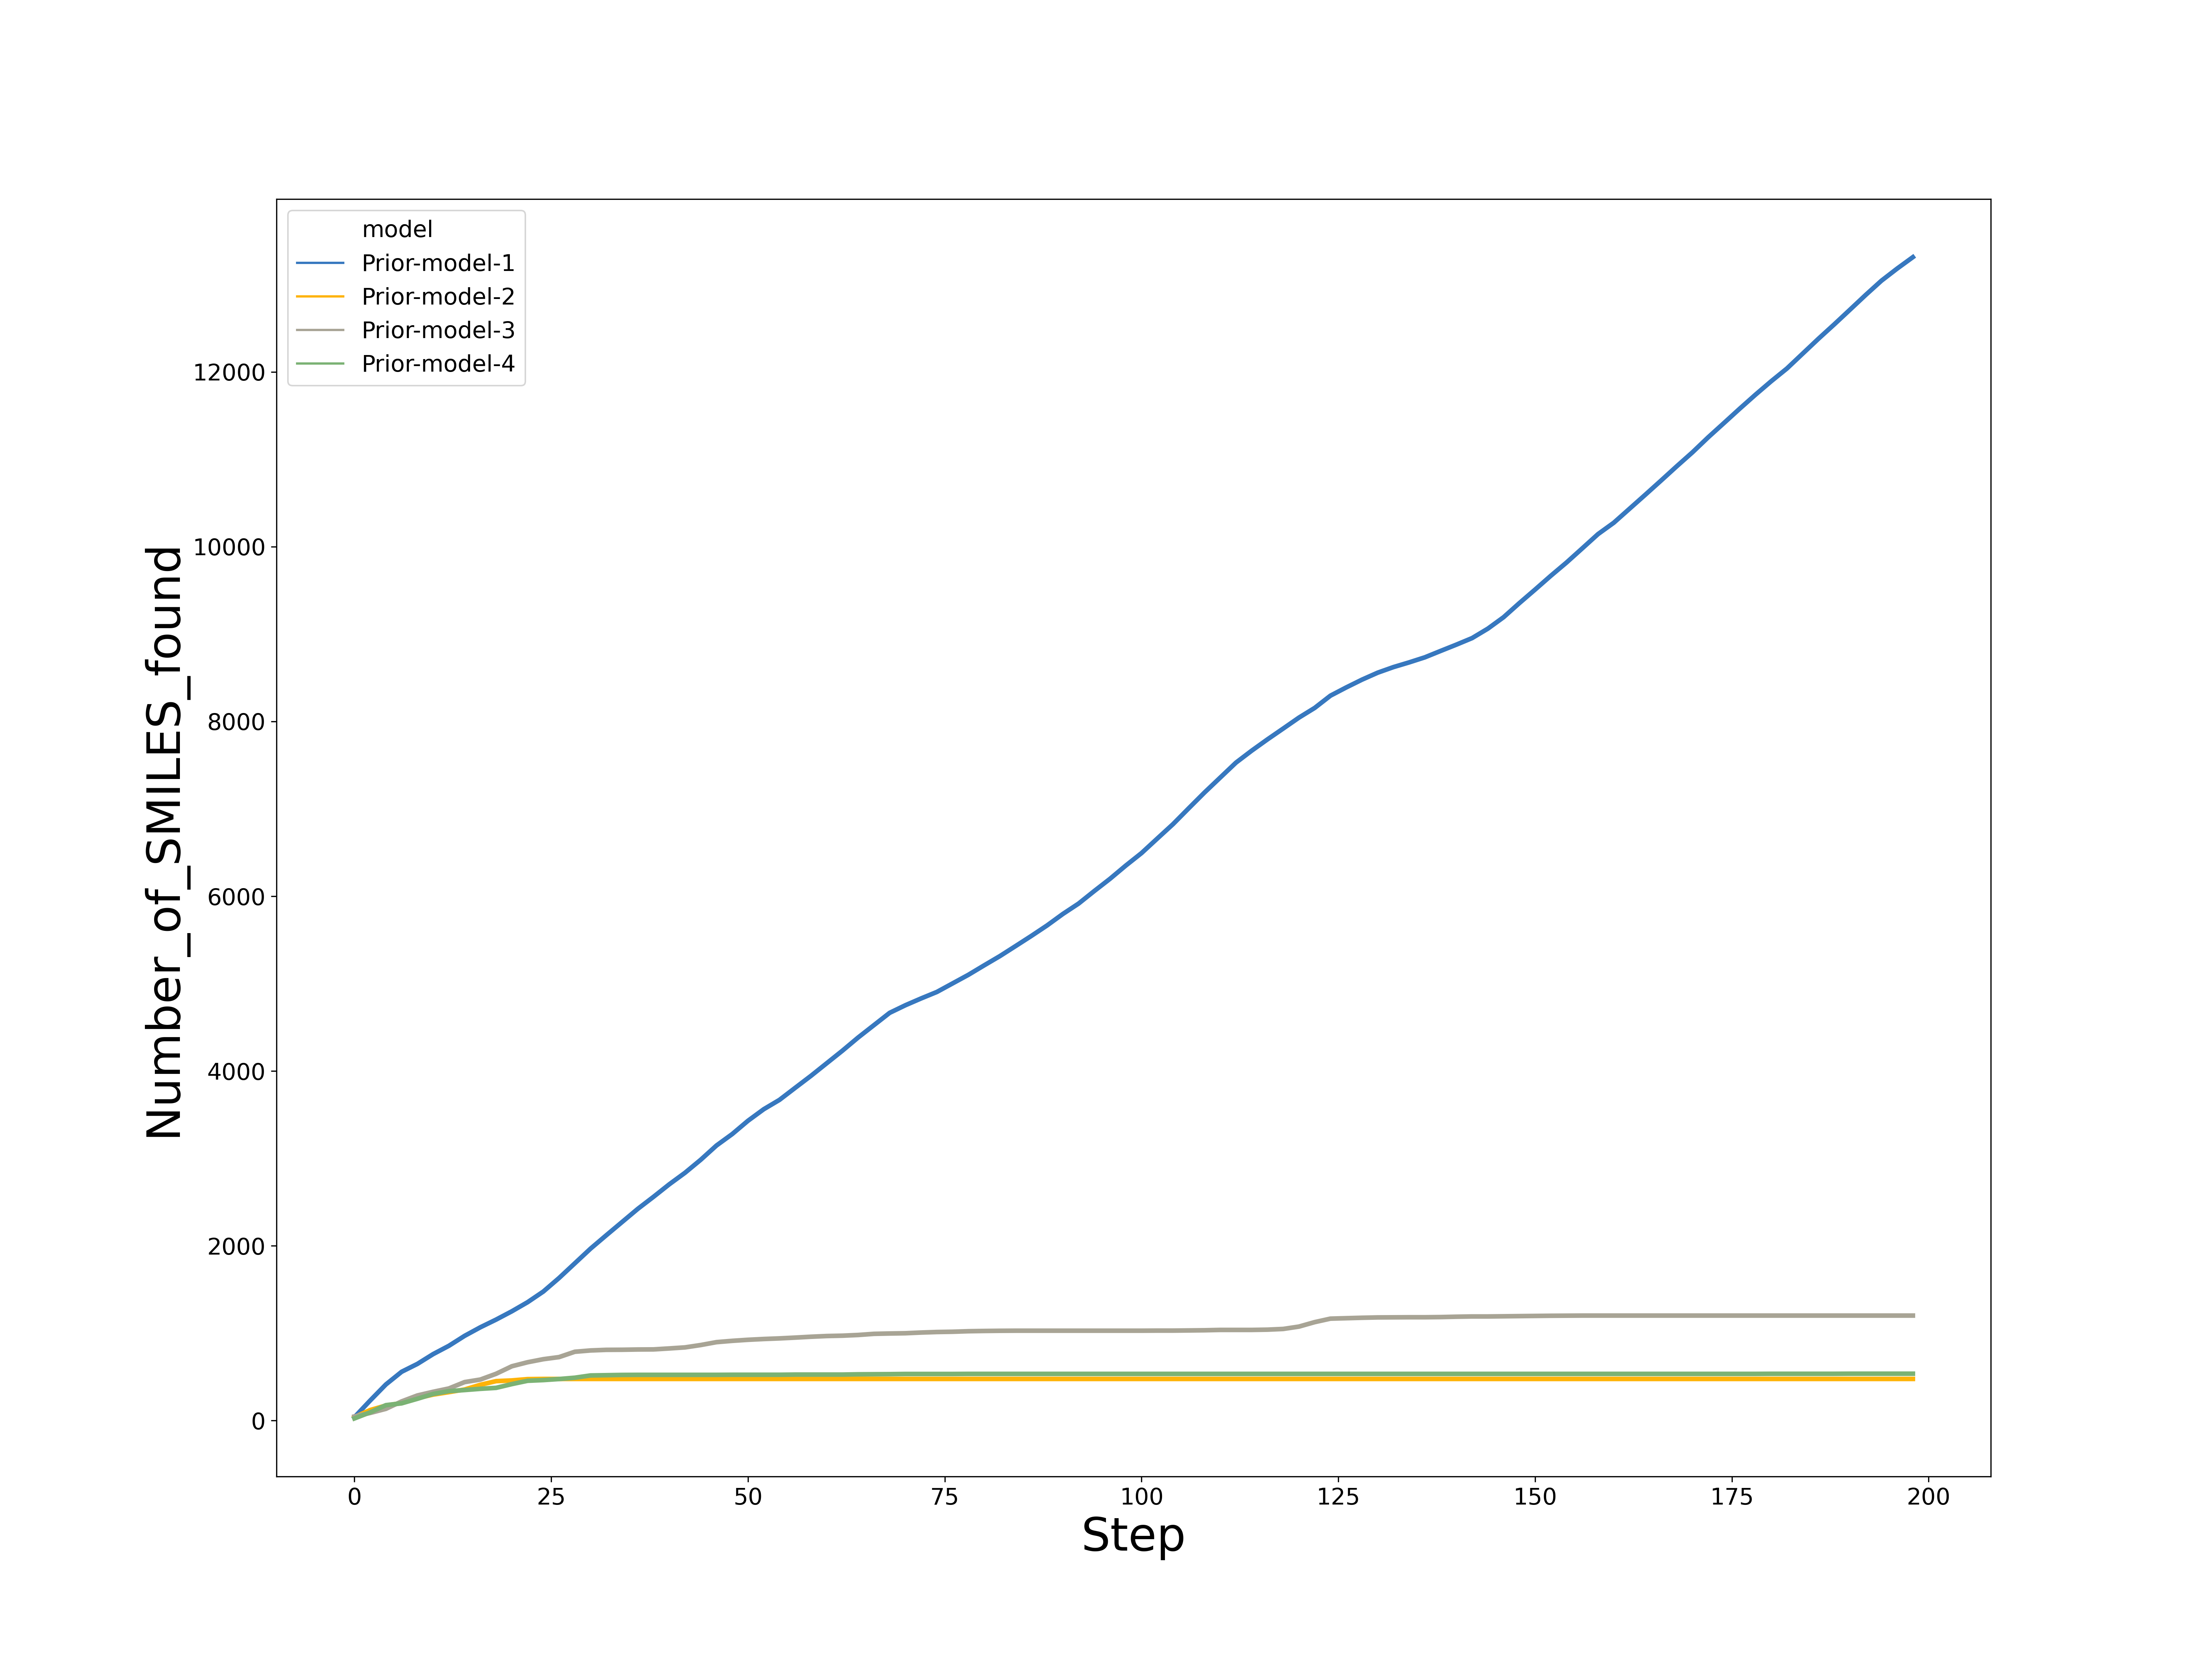 model
Prior-model-1
Prior-model-2
Prior-model-3
Prior-model-4
12000
10000
8000
6000
4000
2000
0
Number_of_SMILES_found
0 25 50 75 100 125 150 175 200
Step